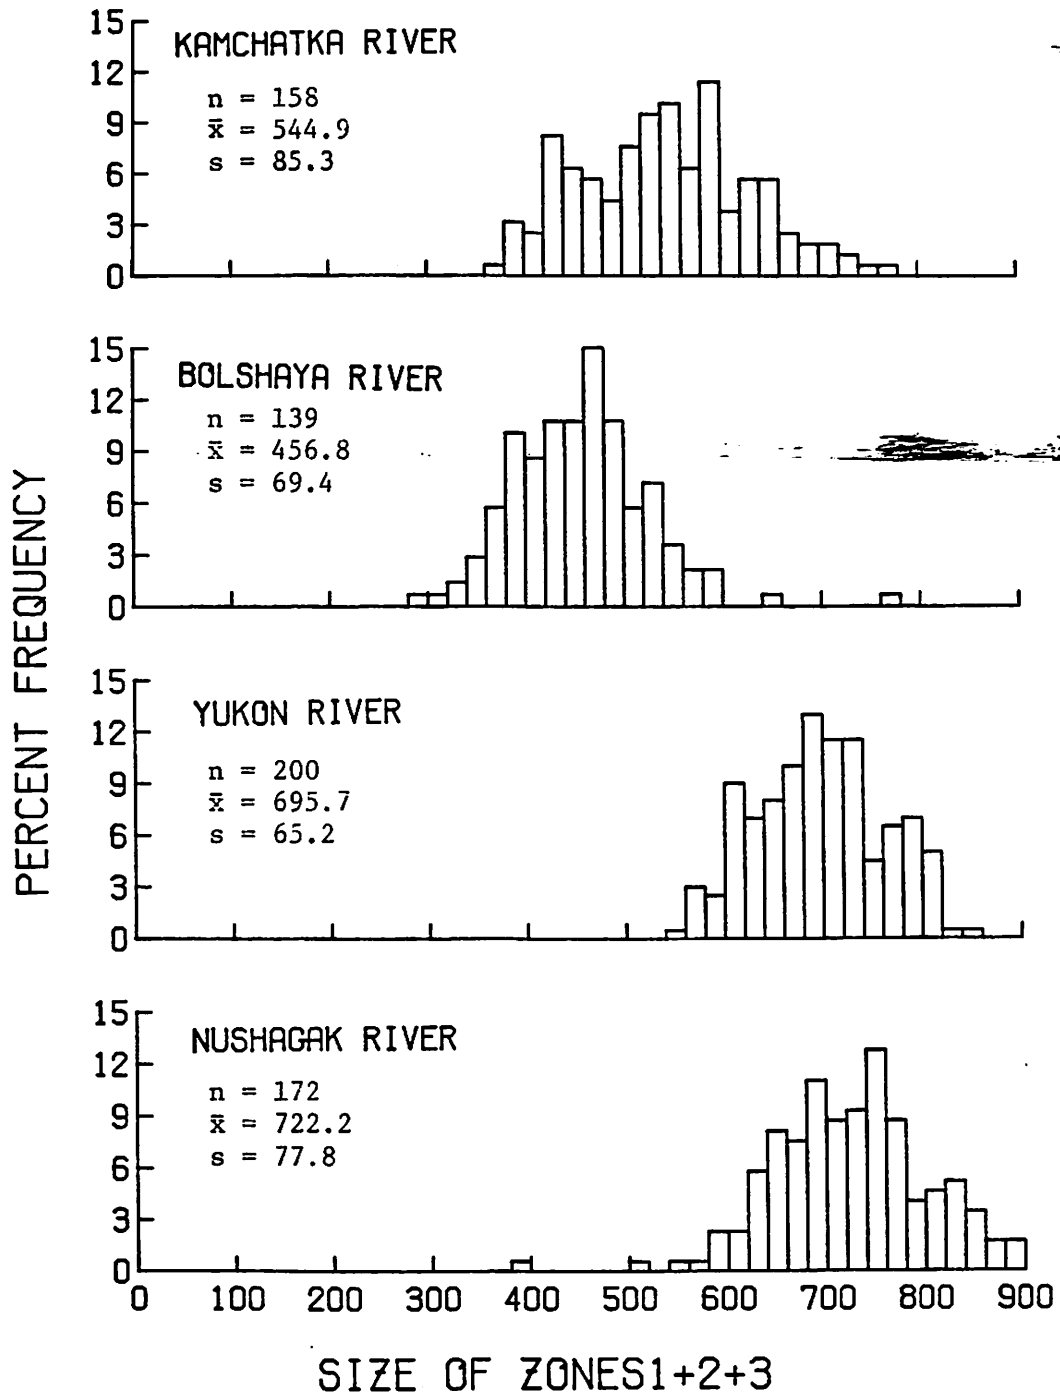 PERCENT FREQUENCY
KAMCHATKA RIVER
n = 158
x̄ = 544.9
s = 85.3
15
12
9
6
3
0
BOLSHAYA RIVER
n = 139
x̄ = 456.8
s = 69.4
15
12
9
6
3
0
YUKON RIVER
n = 200
x̄ = 695.7
s = 65.2
15
12
9
6
3
0
NUSHAGAK RIVER
n = 172
x̄ = 722.2
s = 77.8
15
12
9
6
3
0
0 100 200 300 400 500 600 700 800 900
SIZE OF ZONES1+2+3